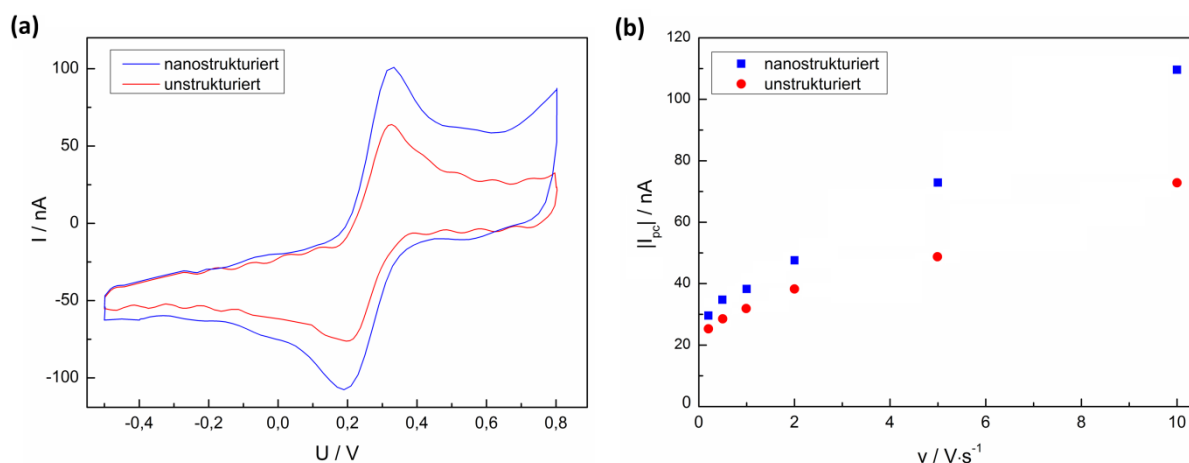 (a)
nanostrukturiert
unstrukturiert
100
50
0
-50
-100
I / nA
-0,4
-0,2
0,0
0,2
0,4
0,6
0,8
U / V
(b)
nanostrukturiert
unstrukturiert
120
100
80
60
40
20
0
||I_pc| / nA
0
2
4
6
8
10
v / V·s⁻¹